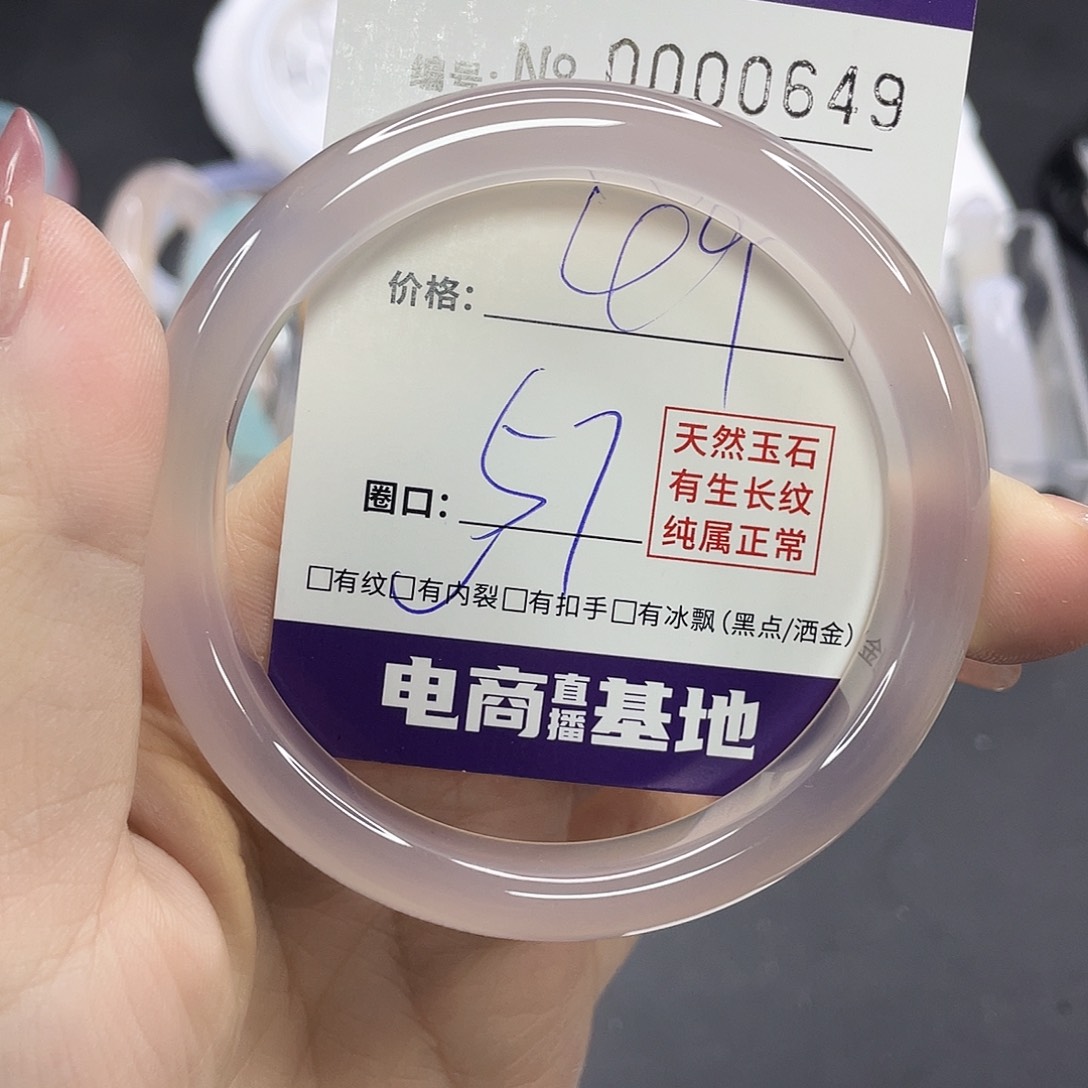 编号: № 0000649
价格:
圈口: 57
天然玉石
有生长纹
纯属正常
□有纹□有内裂□有扣手□有冰飘(黑点/洒金)
电商直播基地